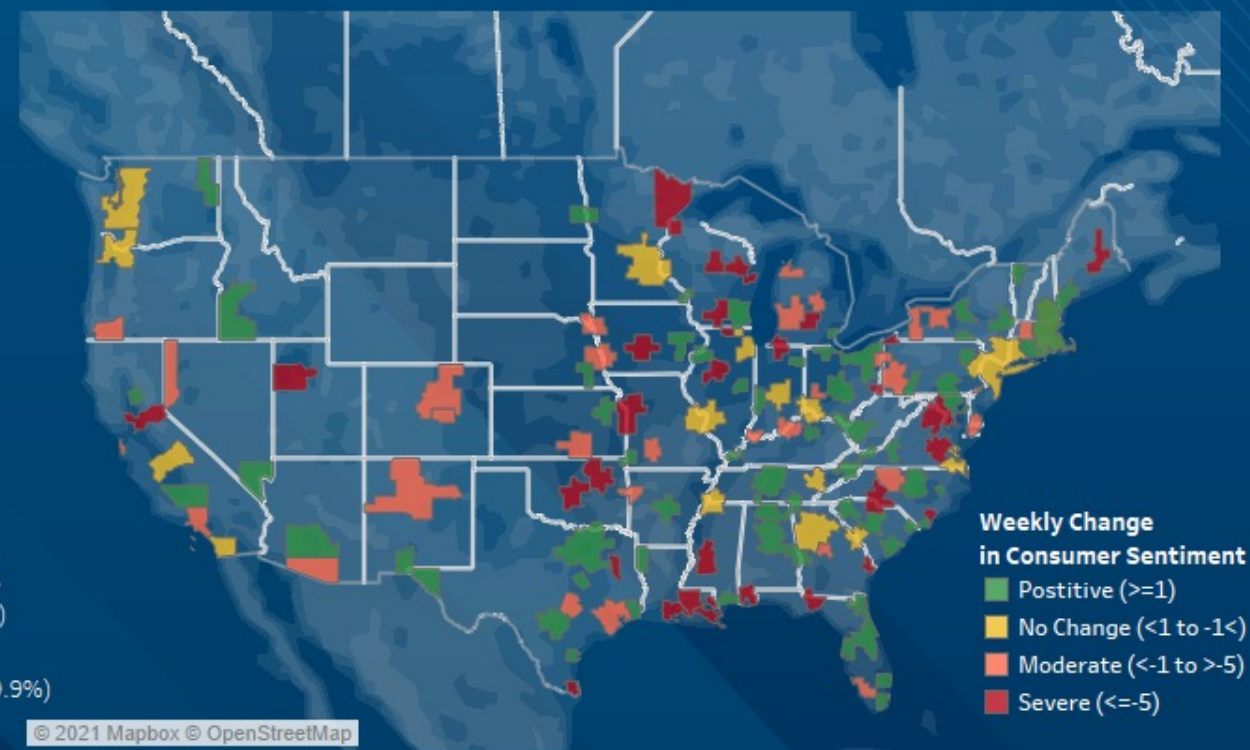 Weekly Change
in Consumer Sentiment
Postitive (>=1)
No Change (<1 to -1<)
Moderate (<-1 to >-5)
Severe (<=-5)
)
.9%)
© 2021 Mapbox © OpenStreetMap